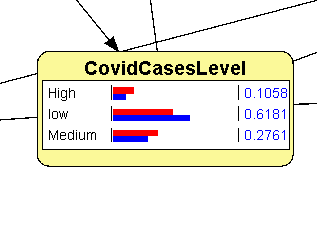 CovidCasesLevel
High 0.1058
low 0.6181
Medium 0.2761